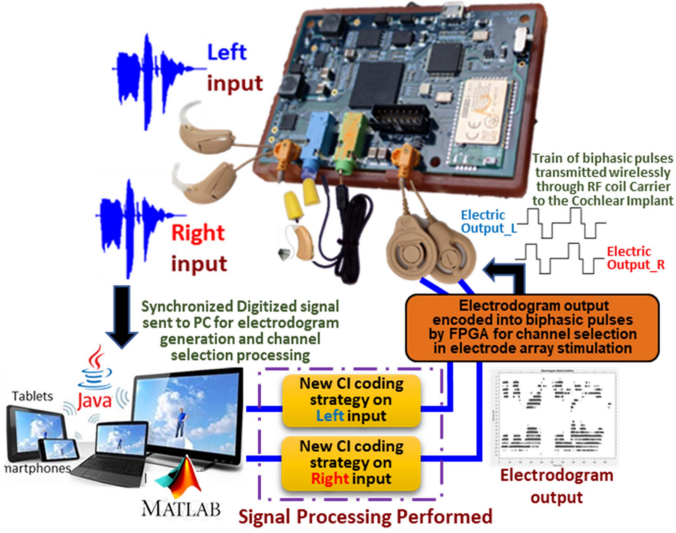 Left
input
Right
input
Train of biphasic pulses
transmitted wirelessly
through RF coil Carrier
to the Cochlear Implant
Electric
Output_L
Electric
Output_R
Synchronized Digitized signal
sent to PC for electrodogram
generation and channel
selection processing
Electrodogram output
encoded into biphasic pulses
by FPGA for channel selection
in electrode array stimulation
Java
Tablets
martphones
MATLAB
New CI coding
strategy on
Left input
New CI coding
strategy on
Right input
Signal Processing Performed
Electrodogram
output